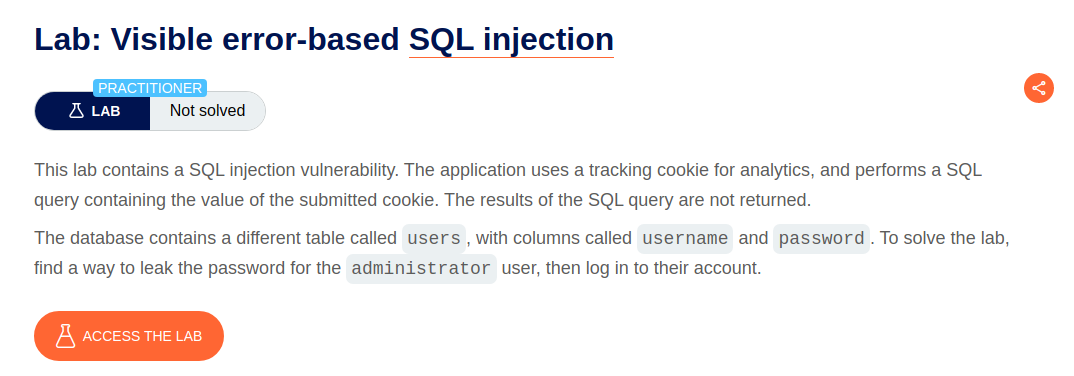 Lab: Visible error-based SQL injection
PRACTITIONER
LAB Not solved
This lab contains a SQL injection vulnerability. The application uses a tracking cookie for analytics, and performs a SQL
query containing the value of the submitted cookie. The results of the SQL query are not returned.
The database contains a different table called users, with columns called username and password. To solve the lab,
find a way to leak the password for the administrator user, then log in to their account.
ACCESS THE LAB